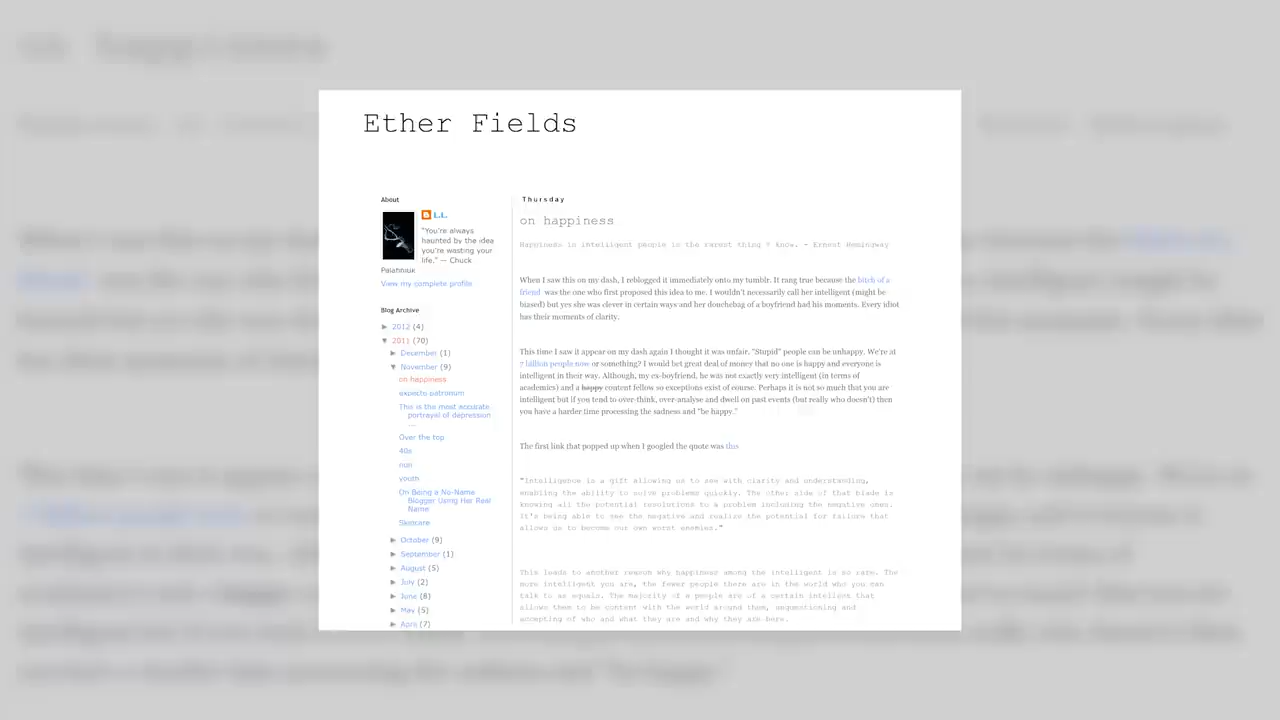 Ether Fields
About
L.L.
"You're always
haunted by the idea
you're wasting your
life." — Chuck
Palahniuk
View my complete profile
Blog Archive
► 2012 (4)
▼ 2011 (70)
► December (1)
▼ November (9)
on happiness
expecto patronum
This is the most accurate
portrayal of depression
...
Over the top
40s
nun
youth
On Being a No-Name
Blogger Using Her Real
Name
Skincare
► October (9)
► September (1)
► August (5)
► July (2)
► June (8)
► May (5)
► April (7)
Thursday
on happiness
Happiness in intelligent people is the rarest thing I know. - Ernest Hemingway
When I saw this on my dash, I reblogged it immediately onto my tumblr. It rang true because the bitch of a
friend was the one who first proposed this idea to me. I wouldn't necessarily call her intelligent (might be
biased) but yes she was clever in certain ways and her douchebag of a boyfriend had his moments. Every idiot
has their moments of clarity.
This time I saw it appear on my dash again I thought it was unfair. "Stupid" people can be unhappy. We're at
7 billion people now or something? I would bet great deal of money that no one is happy and everyone is
intelligent in their way. Although, my ex-boyfriend, he was not exactly very intelligent (in terms of
academics) and a happy content fellow so exceptions exist of course. Perhaps it is not so much that you are
intelligent but if you tend to over-think, over-analyse and dwell on past events (but really who doesn't) then
you have a harder time processing the sadness and "be happy."
The first link that popped up when I googled the quote was this
"Intelligence is a gift allowing us to see with clarity and understanding,
enabling the ability to solve problems quickly. The other side of that blade is
knowing all the potential resolutions to a problem including the negative ones.
It's being able to see the negative and realize the potential for failure that
allows us to become our own worst enemies."
This leads to another reason why happiness among the intelligent is so rare. The
more intelligent you are, the fewer people there are in the world who you can
talk to as equals. The majority of a people are of a certain intellect that
allows them to be content with the world around them, unquestioning and
accepting of who and what they are and why they are here.